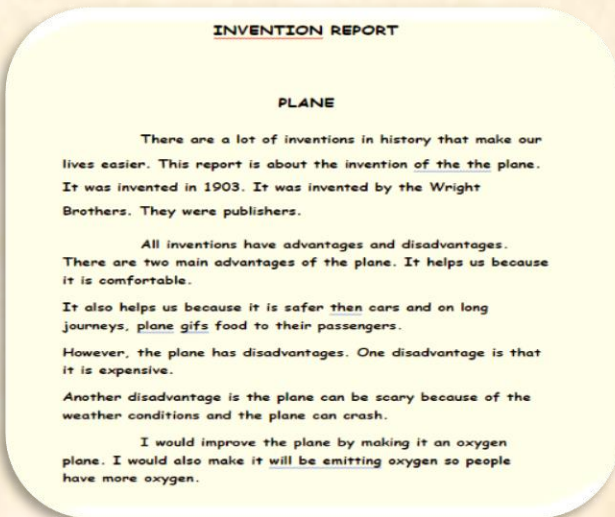 INVENTION REPORT
PLANE
There are a lot of inventions in history that make our
lives easier. This report is about the invention of the the plane.
It was invented in 1903. It was invented by the Wright
Brothers. They were publishers.
All inventions have advantages and disadvantages.
There are two main advantages of the plane. It helps us because
it is comfortable.
It also helps us because it is safer then cars and on long
journeys, plane gifs food to their passengers.
However, the plane has disadvantages. One disadvantage is that
it is expensive.
Another disadvantage is the plane can be scary because of the
weather conditions and the plane can crash.
I would improve the plane by making it an oxygen
plane. I would also make it will be emitting oxygen so people
have more oxygen.